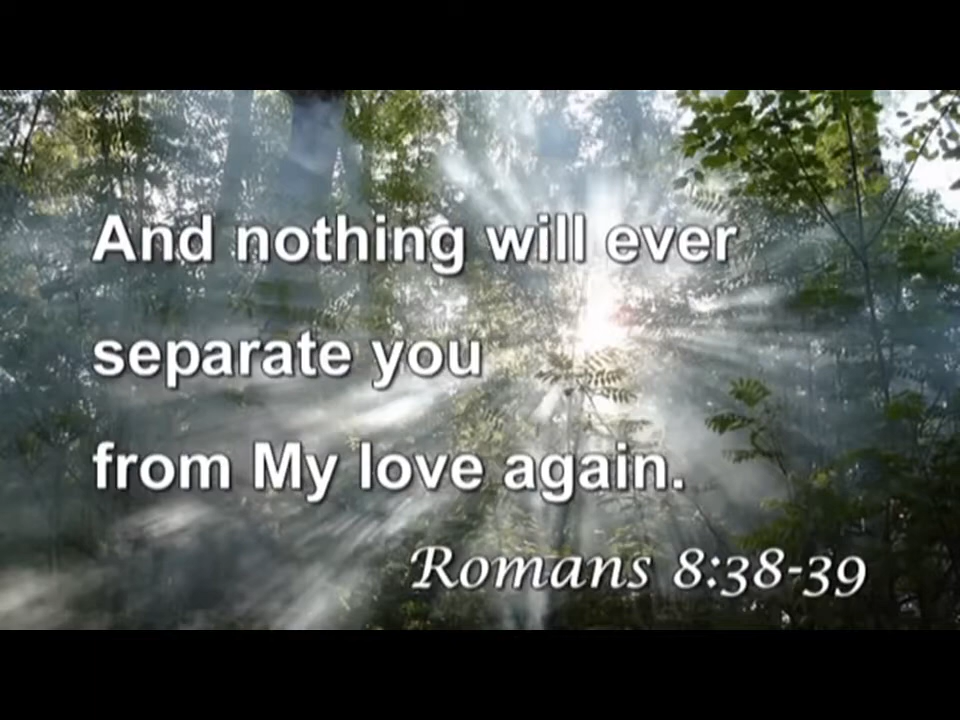 And nothing will ever
separate you
from My love again.
Romans 8:38-39